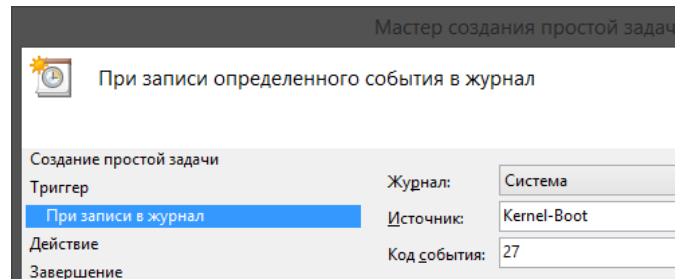 Мастер создания простой
При записи определенного события в журнал
Создание простой задачи
Триггер
При записи в журнал
Действие
Завершение
Журнал: Система
Источник: Kernel-Boot
Код события: 27